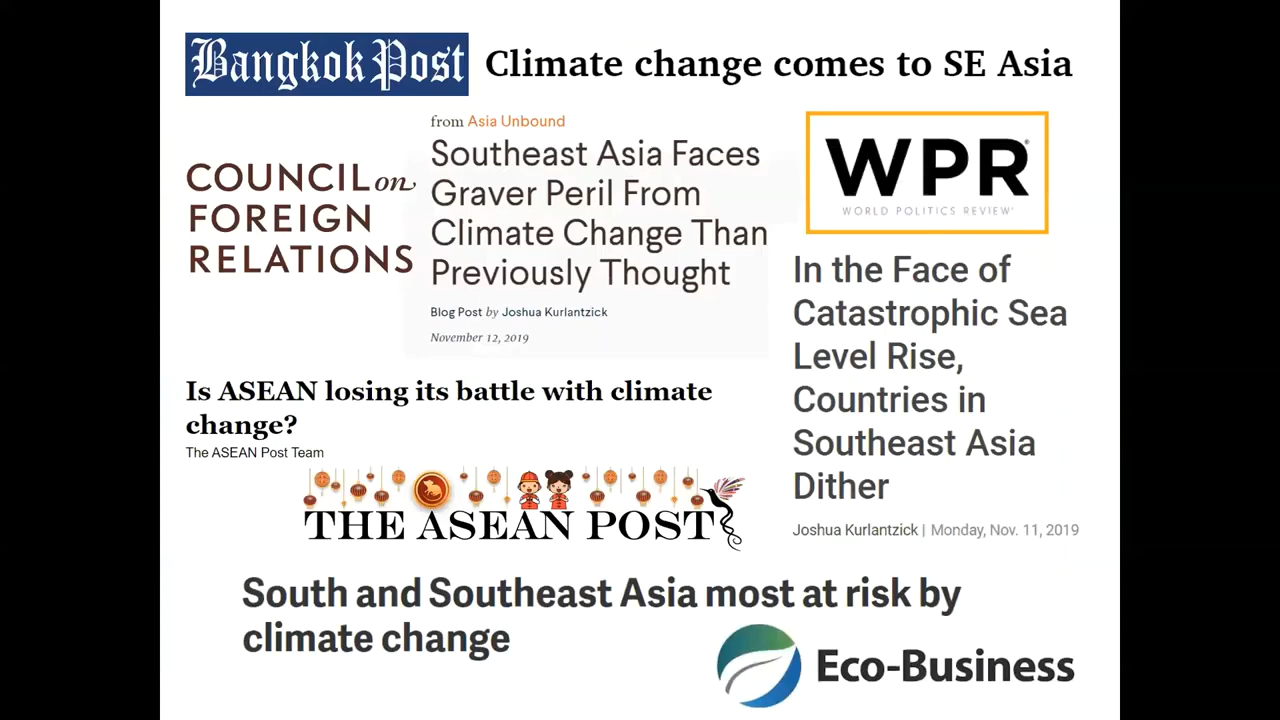 Bangkok Post
Climate change comes to SE Asia
COUNCIL on
FOREIGN
RELATIONS
from Asia Unbound
Southeast Asia Faces
Graver Peril From
Climate Change Than
Previously Thought
Blog Post by Joshua Kurlantzick
November 12, 2019
WPR®
WORLD POLITICS REVIEW
In the Face of
Catastrophic Sea
Level Rise,
Countries in
Southeast Asia
Dither
Joshua Kurlantzick | Monday, Nov. 11, 2019
Is ASEAN losing its battle with climate
change?
The ASEAN Post Team
THE ASEAN POST
South and Southeast Asia most at risk by
climate change
Eco-Business